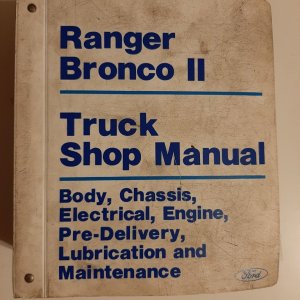 Ranger
Bronco II
Truck
Shop Manual
Body, Chassis,
Electrical, Engine,
Pre-Delivery,
Lubrication and
Maintenance
Ford